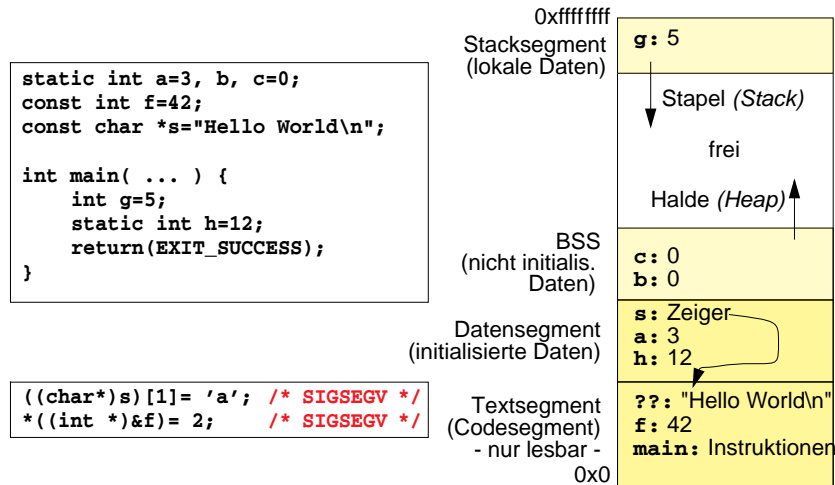 static int a=3, b, c=0;
const int f=42;
const char *s="Hello World\n";
int main( ... ) {
int g=5;
static int h=12;
return(EXIT_SUCCESS);
}
((char*)s)[1]= ’a’; /* SIGSEGV */
*((int *)&f)= 2; /* SIGSEGV */
0xffffffff
Stacksegment
(lokale Daten)
g: 5
Stapel (Stack)
frei
Halde (Heap)
BSS
(nicht initialis.
Daten)
c: 0
b: 0
Datensegment
(initialisierte Daten)
s: Zeiger
a: 3
h: 12
Textsegment
(Codesegment)
- nur lesbar -
0x0
??: "Hello World\n"
f: 42
main: Instruktionen